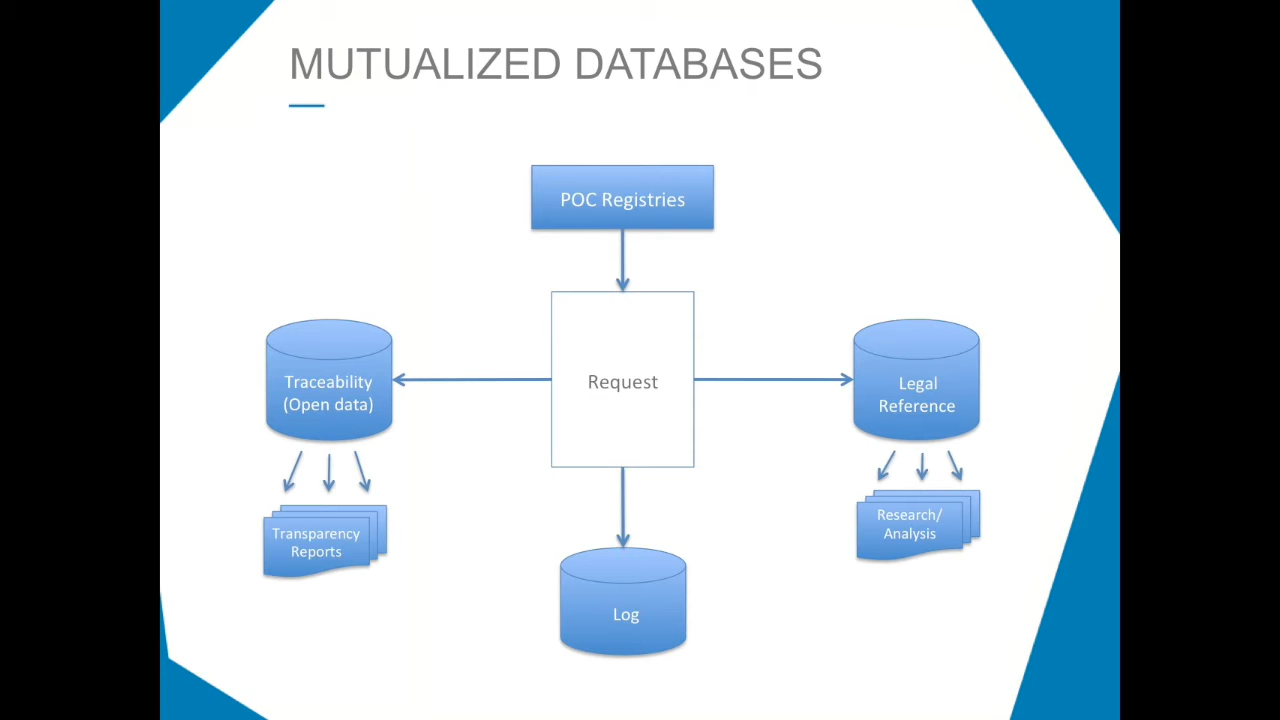 MUTUALIZED DATABASES
POC Registries
Request
Traceability
(Open data)
Legal
Reference
Transparency
Reports
Research/
Analysis
Log